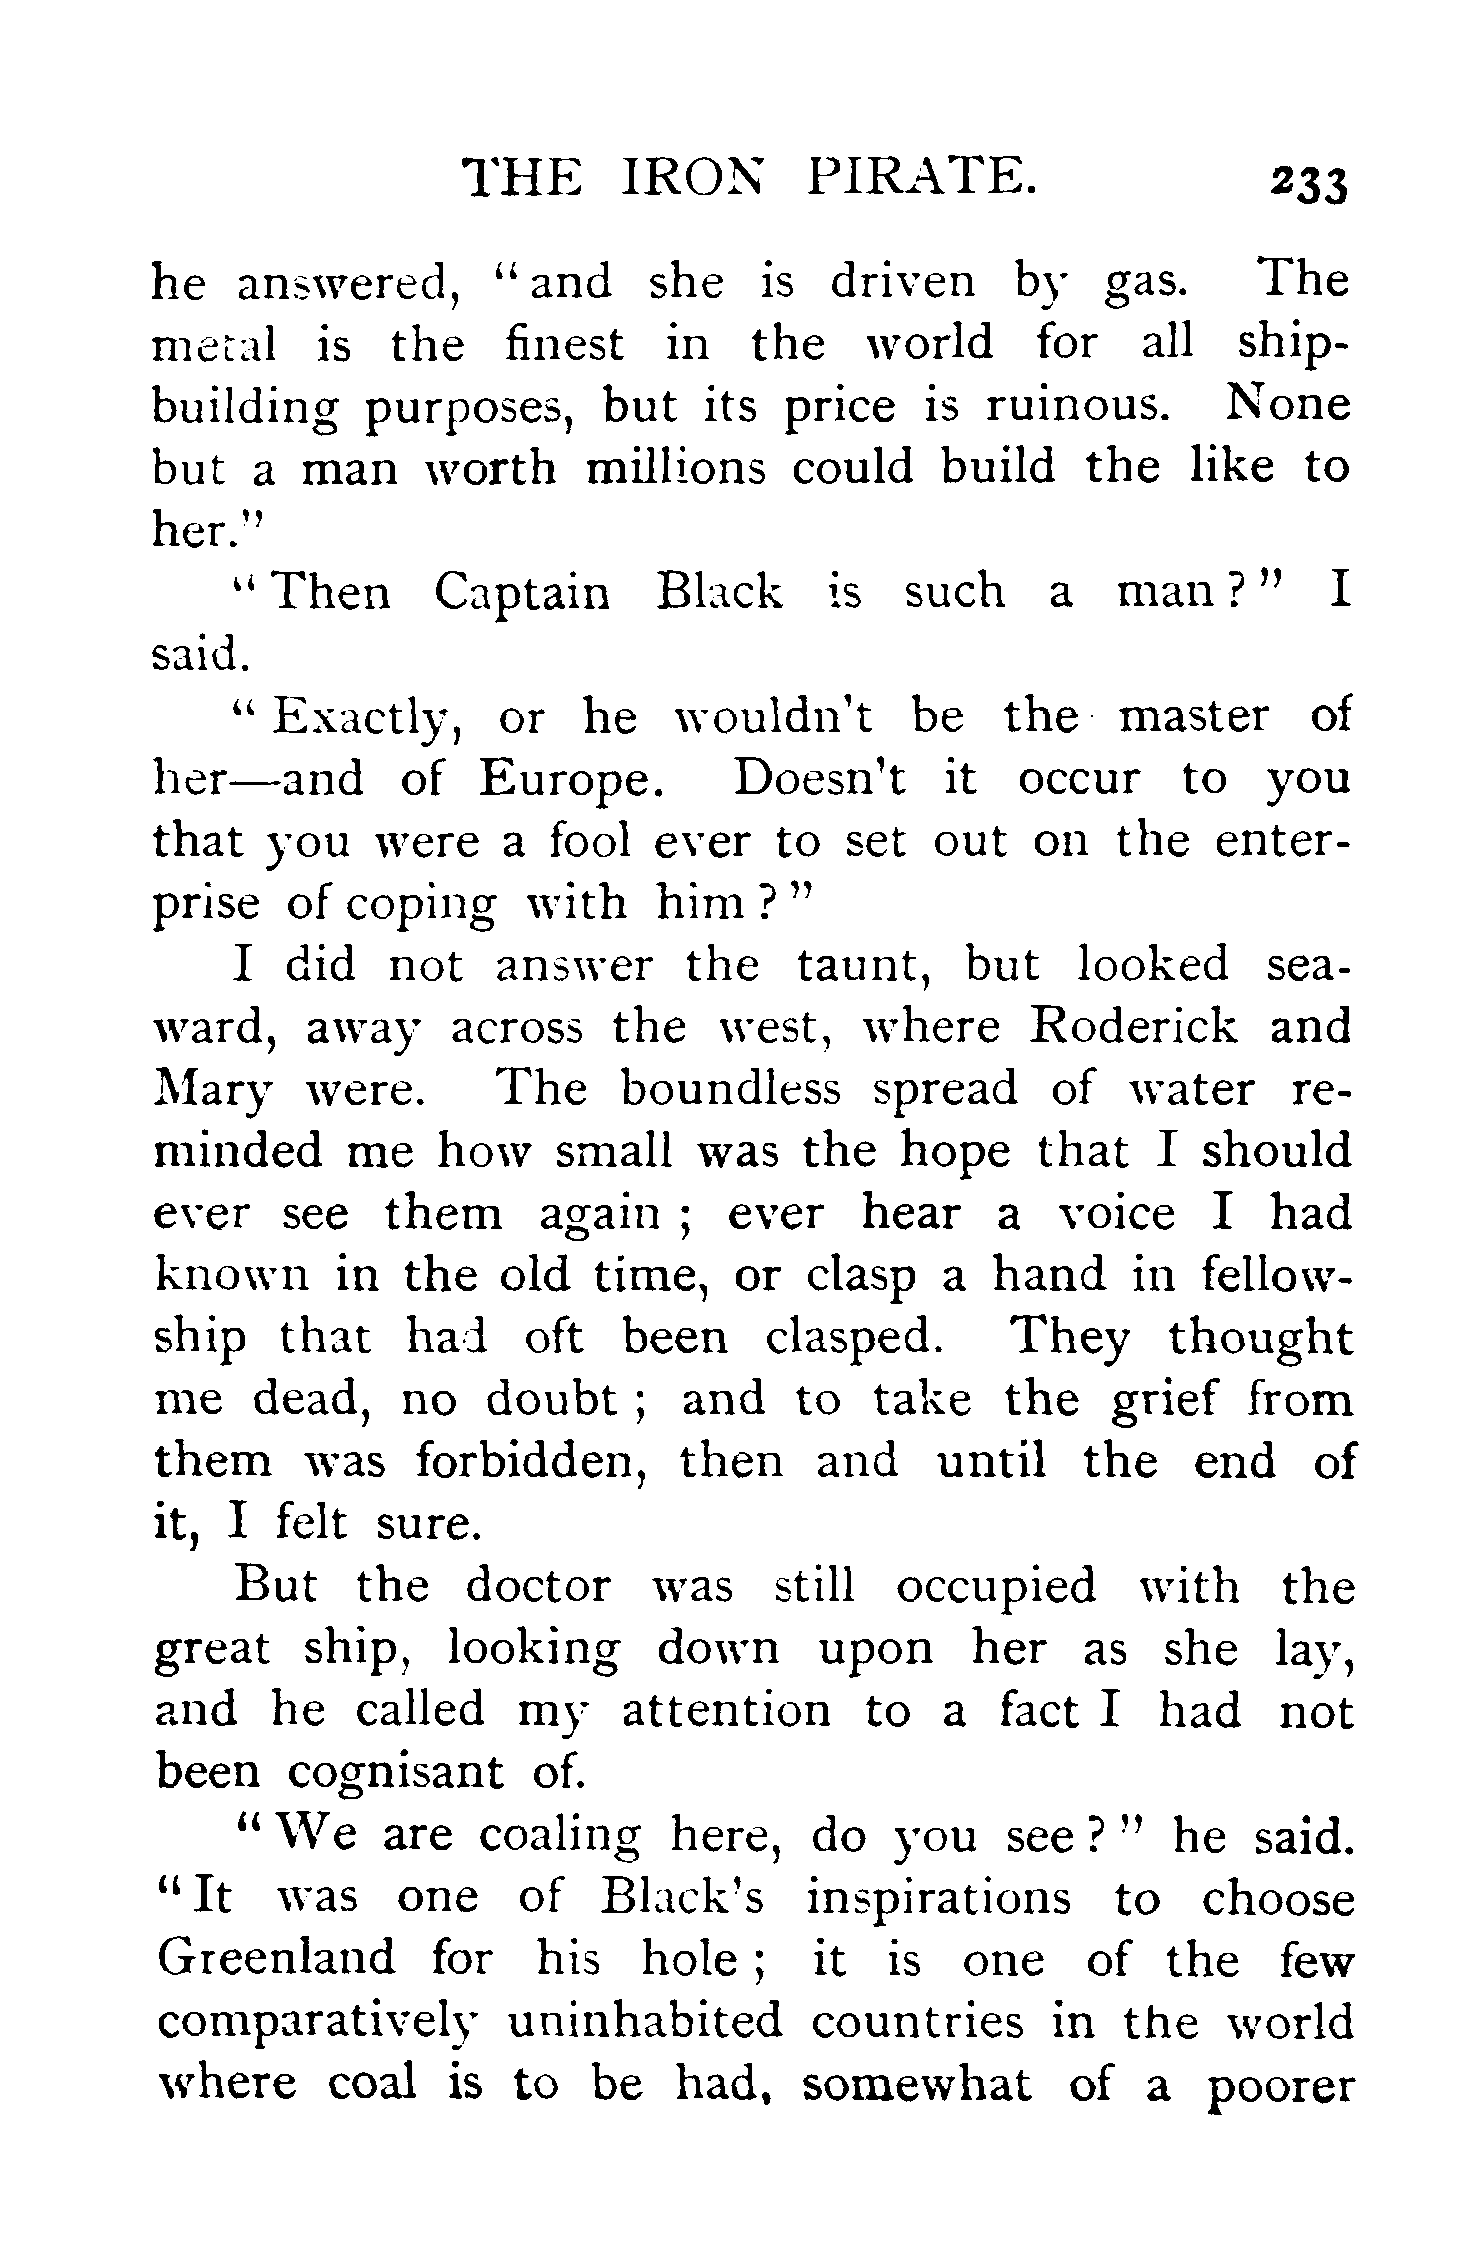 THE IRON PIRATE. 233
he answered, “and she is driven by gas. The
metal is the finest in the world for all ship-
building purposes, but its price is ruinous. None
but a man worth millions could build the like to
her.”
“Then Captain Black is such a man?” I
said.
“Exactly, or he wouldn't be the master of
her—and of Europe. Doesn't it occur to you
that you were a fool ever to set out on the enter-
prise of coping with him?”
I did not answer the taunt, but looked sea-
ward, away across the west, where Roderick and
Mary were. The boundless spread of water re-
minded me how small was the hope that I should
ever see them again; ever hear a voice I had
known in the old time, or clasp a hand in fellow-
ship that had oft been clasped. They thought
me dead, no doubt; and to take the grief from
them was forbidden, then and until the end of
it, I felt sure.
But the doctor was still occupied with the
great ship, looking down upon her as she lay,
and he called my attention to a fact I had not
been cognisant of.
“We are coaling here, do you see?” he said.
“It was one of Black's inspirations to choose
Greenland for his hole; it is one of the few
comparatively uninhabited countries in the world
where coal is to be had, somewhat of a poorer